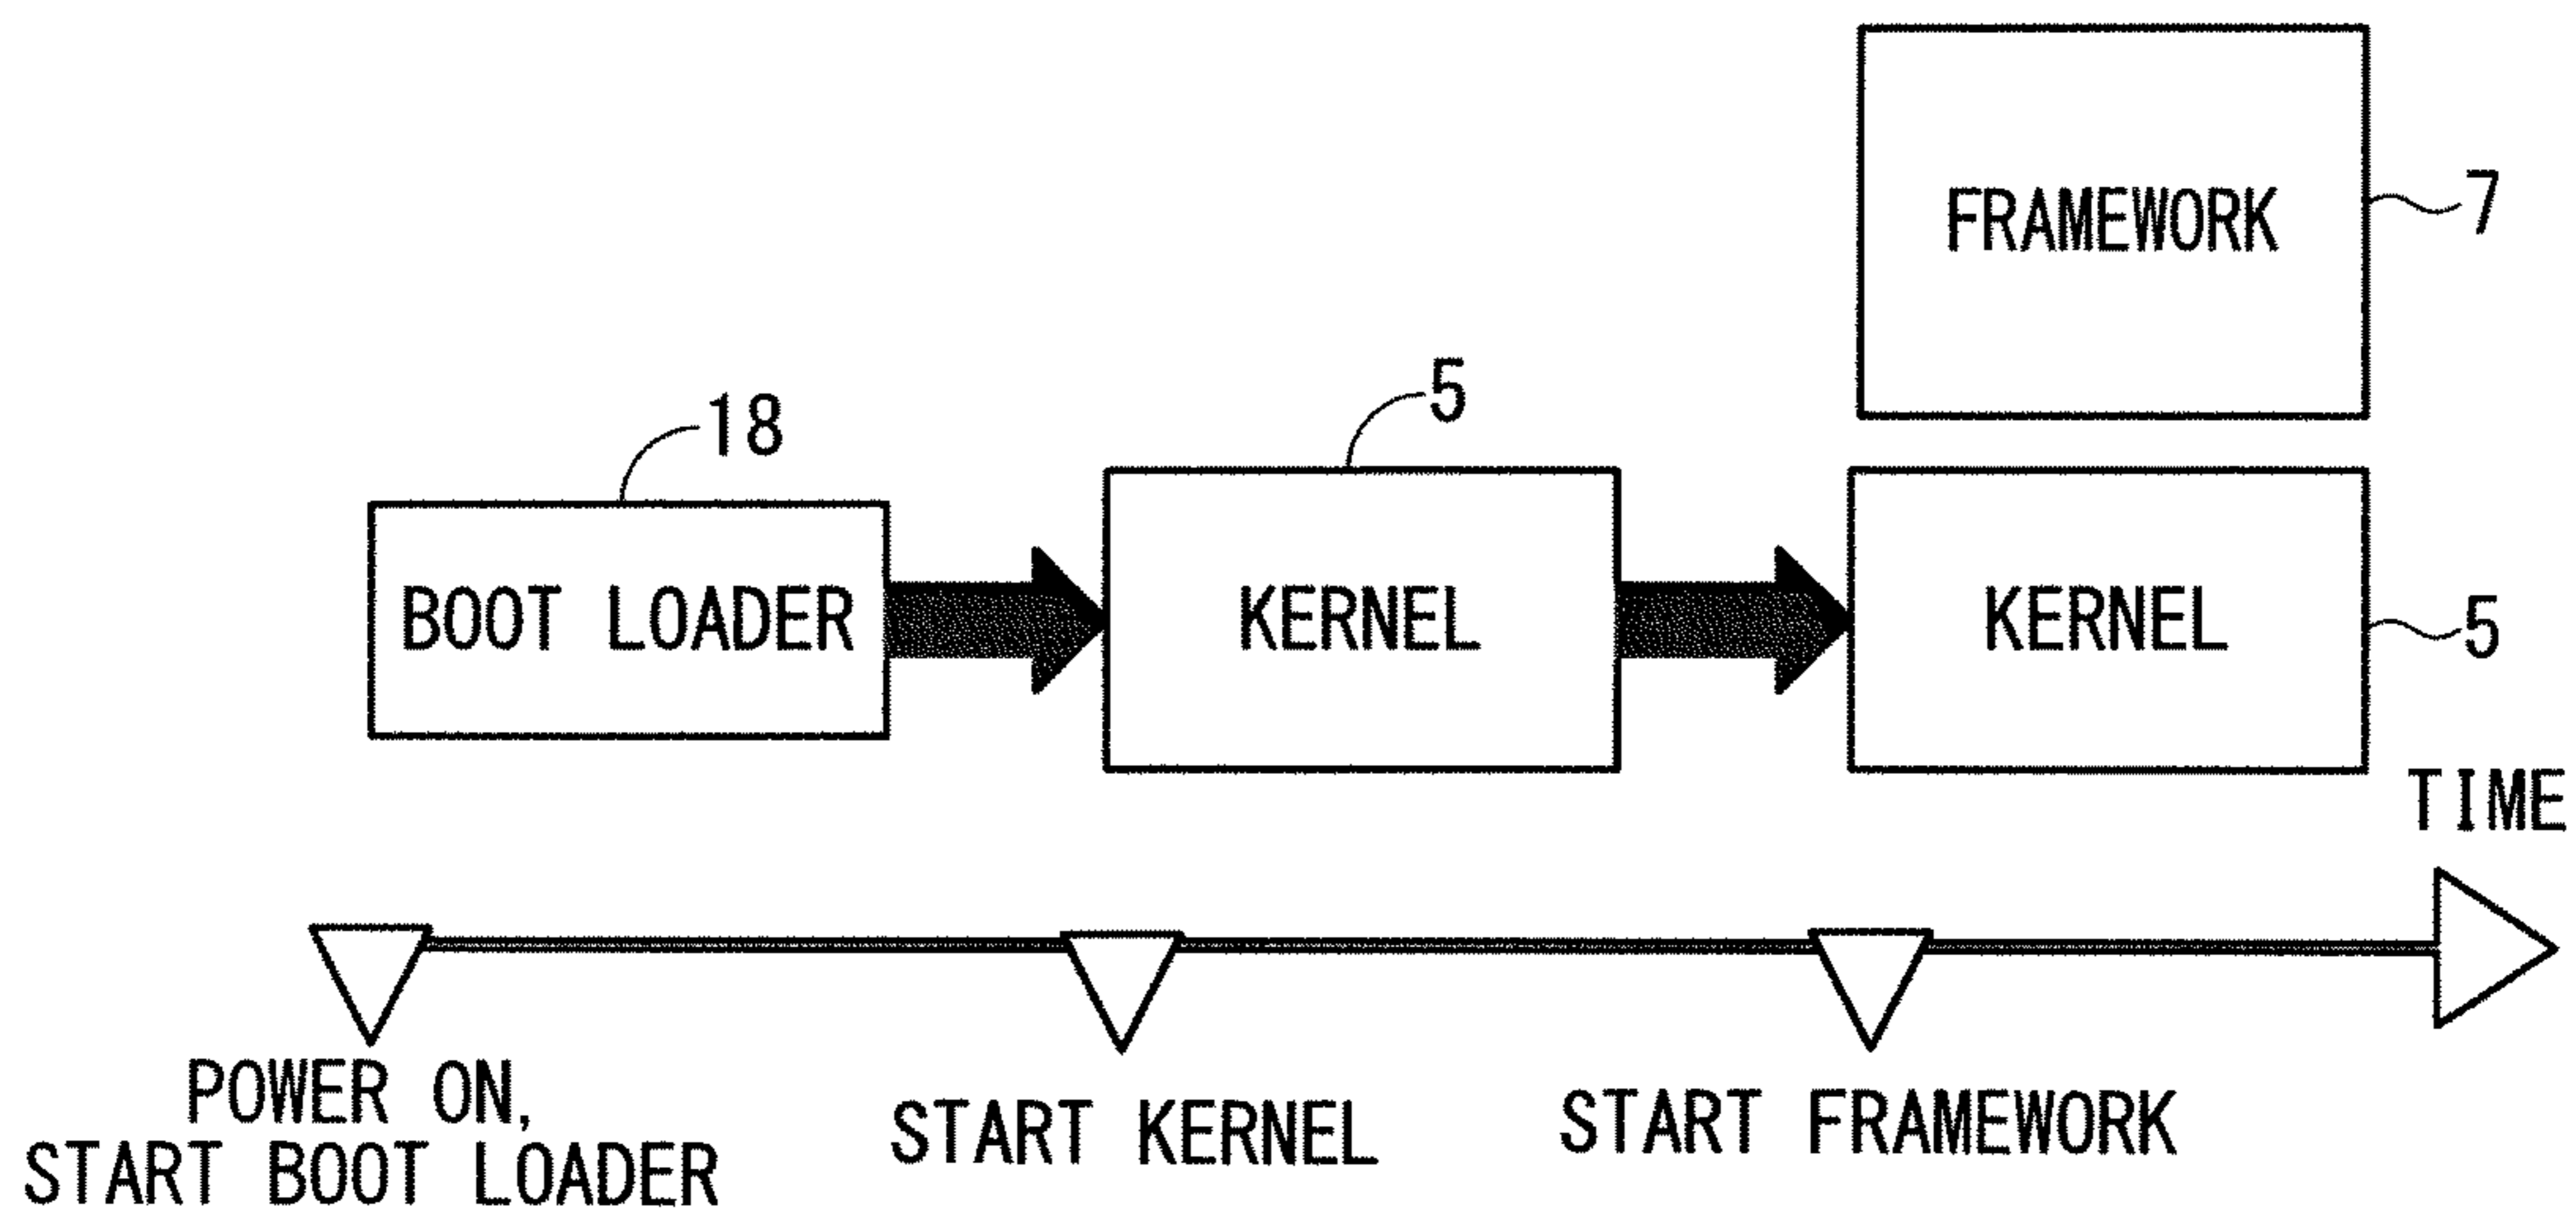 FRAMEWORK
7
18
5
BOOT LOADER
KERNEL
KERNEL
5
TIME
POWER ON,
START BOOT LOADER
START KERNEL
START FRAMEWORK